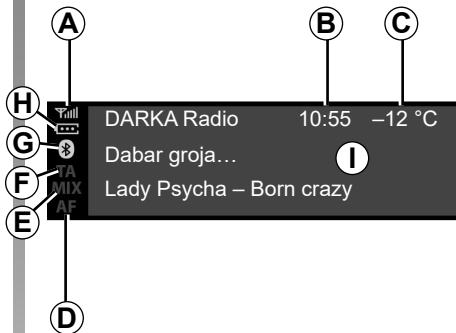 A
B
C
H
G
F
E
D
I
TA
MIX
AF
DARKA Radio 10:55 –12 °C
Dabar groja…
Lady Psycha – Born crazy